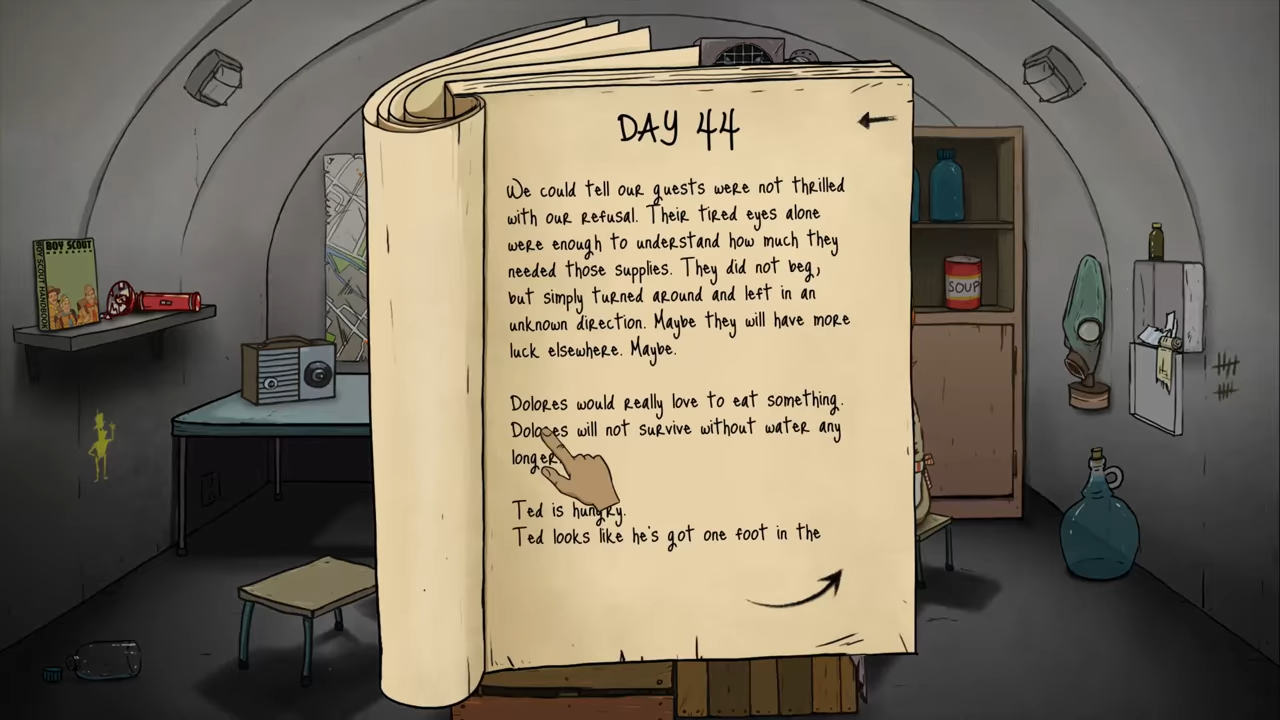 DAY 44
We could tell our guests were not thrilled
with our refusal. Their tired eyes alone
were enough to understand how much they
needed those supplies. They did not beg,
but simply turned around and left in an
unknown direction. Maybe they will have more
luck elsewhere. Maybe.
Dolores would really love to eat something.
Dolores will not survive without water any
longer
Ted is hungry.
Ted looks like he's got one foot in the
BOY SCOUT
BOY SCOUT HANDBOOK
SOUP